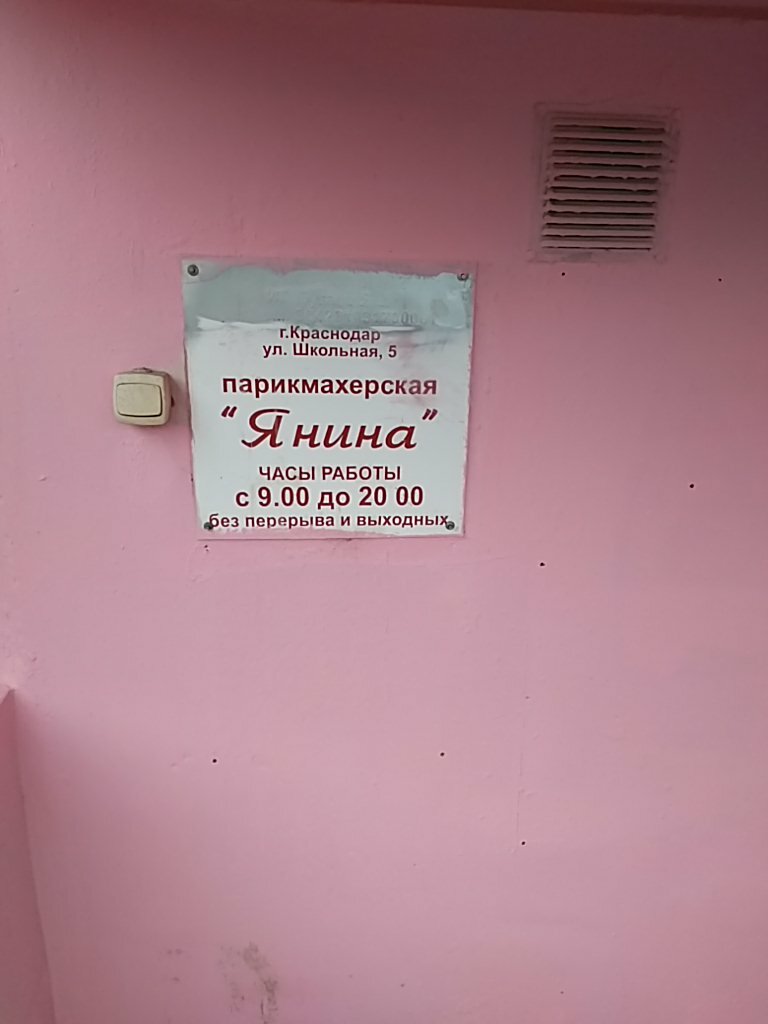 г.Краснодар
ул. Школьная, 5
парикмахерская
“Янина”
ЧАСЫ РАБОТЫ
с 9.00 до 20 00
без перерыва и выходных